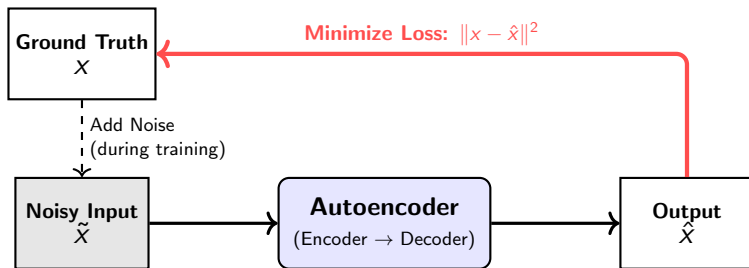 Ground Truth
x
Minimize Loss: ‖x − x̂‖²
Add Noise
(during training)
Noisy Input
x̃
Autoencoder
(Encoder → Decoder)
Output
x̂